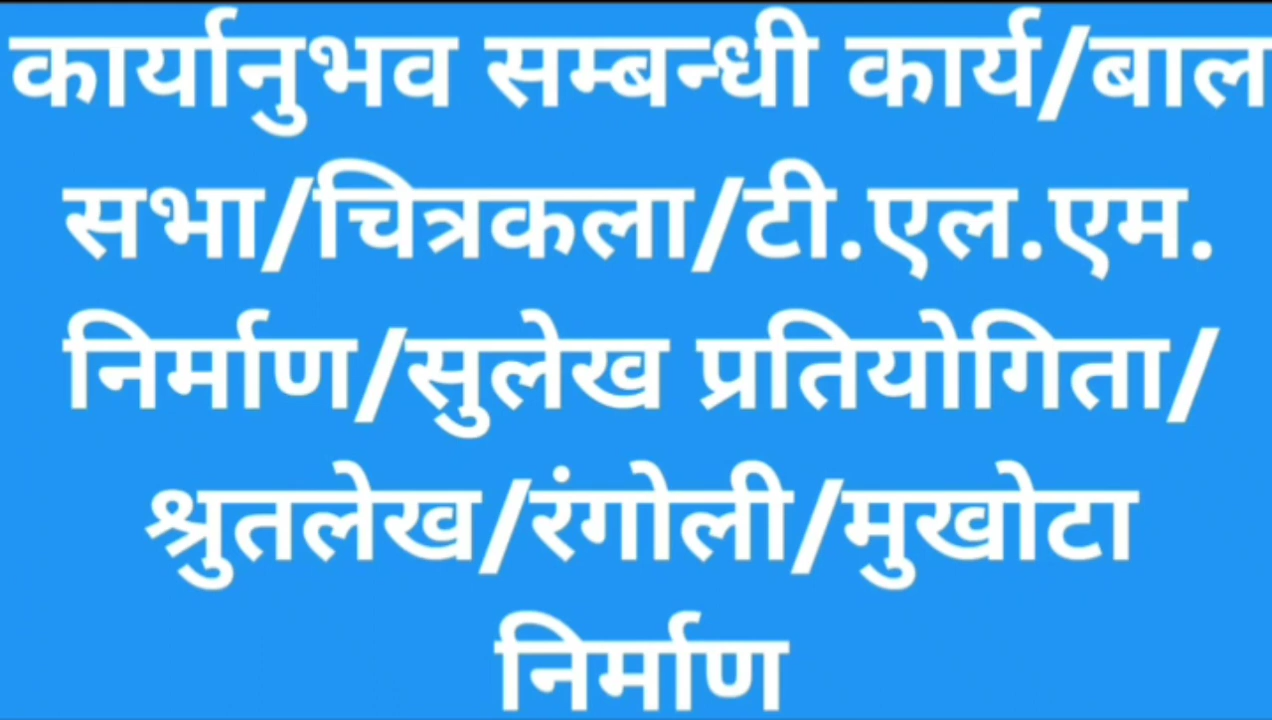 कार्यानुभव सम्बन्धी कार्य/बाल
सभा/चित्रकला/टी.एल.एम.
निर्माण/सुलेख प्रतियोगिता/
श्रुतलेख/रंगोली/मुखोटा
निर्माण